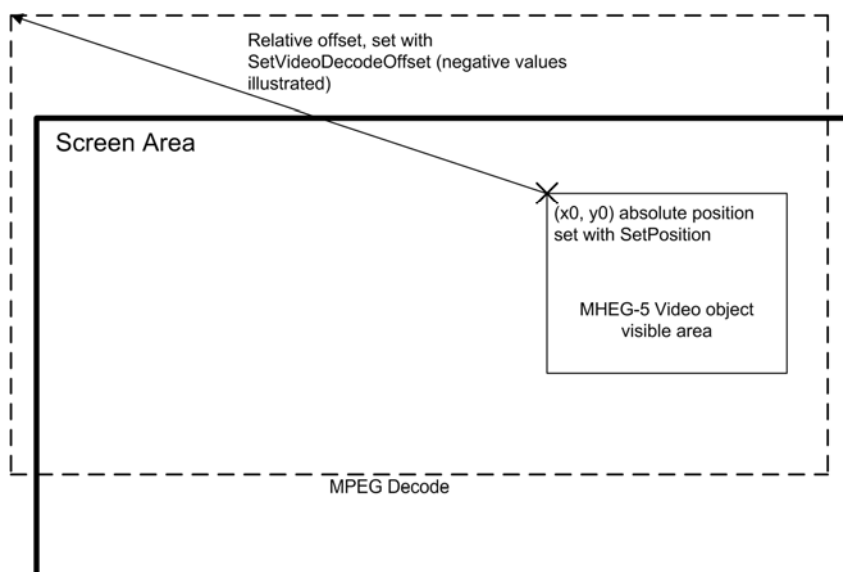 Relative offset, set with
SetVideoDecodeOffset (negative values
illustrated)
Screen Area
(x0, y0) absolute position
set with SetPosition
MHEG-5 Video object
visible area
MPEG Decode